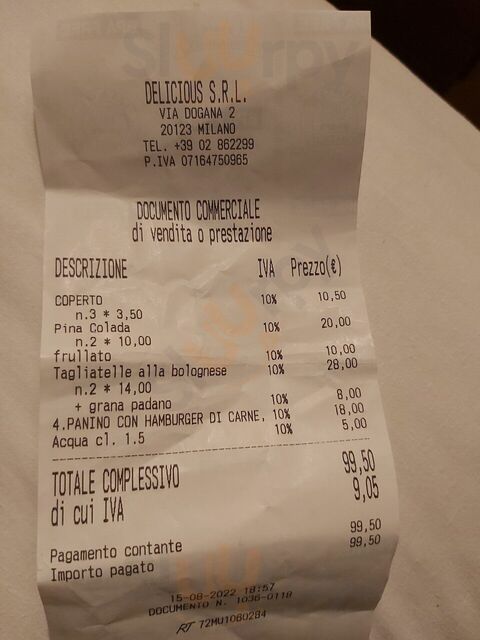 DELICIOUS S.R.L.
VIA DOGANA 2
20123 MILANO
TEL. +39 02 862299
P.IVA 07164750965
DOCUMENTO COMMERCIALE
di vendita o prestazione
DESCRIZIONE IVA Prezzo(€)
COPERTO 10% 10,50
n.3 * 3,50
Pina Colada 10% 20,00
n.2 * 10,00
frullato 10% 10,00
Tagliatelle alla bolognese 10% 28,00
n.2 * 14,00
+ grana padano 10% 8,00
4.PANINO CON HAMBURGER DI CARNE, 10% 18,00
Acqua cl. 1.5 10% 5,00
TOTALE COMPLESSIVO 99,50
di cui IVA 9,05
Pagamento contante 99,50
Importo pagato 99,50
15-08-2022 18:57
DOCUMENTO N. 1036-0118
RT 72MU1060284